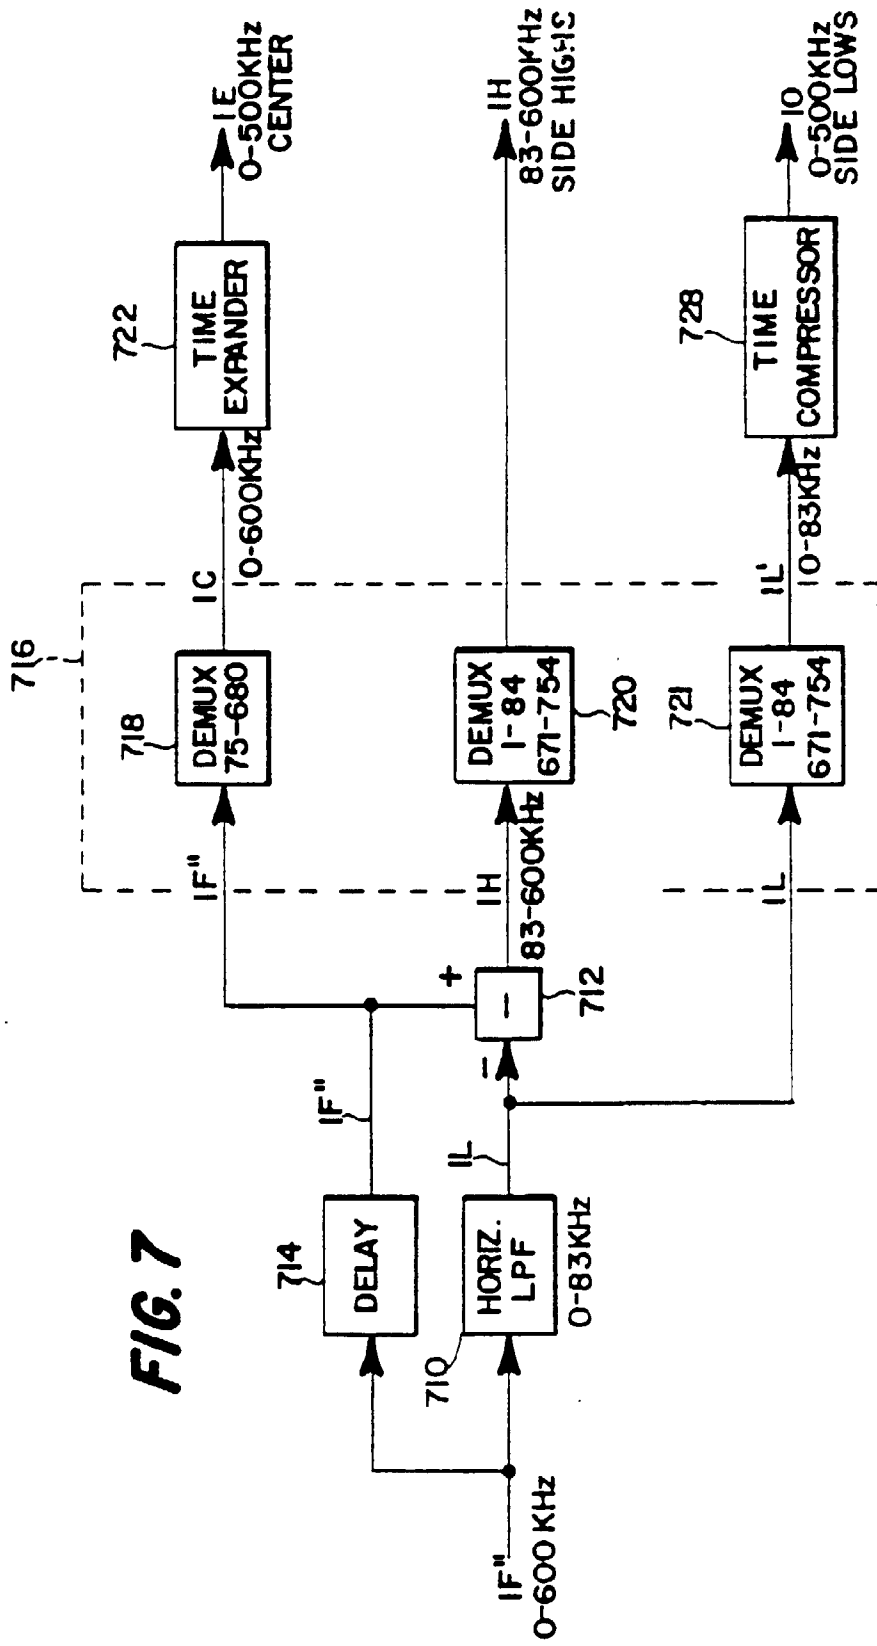 FIG. 7
IF"
0-600 KHz
714
DELAY
IF"
710
HORIZ.
LPF
0-83KHz
IL
+
-
-
712
IF"
IH
83-600KHz
IL
716
718
DEMUX
75-680
DEMUX
1-84
671-754
720
721
DEMUX
1-84
671-754
IC
0-600KHz
IL'
0-83KHz
722
TIME
EXPANDER
728
TIME
COMPRESSOR
IE
0-500KHz
CENTER
IH
83-600KHz
SIDE HIGHS
IO
0-500KHz
SIDE LOWS